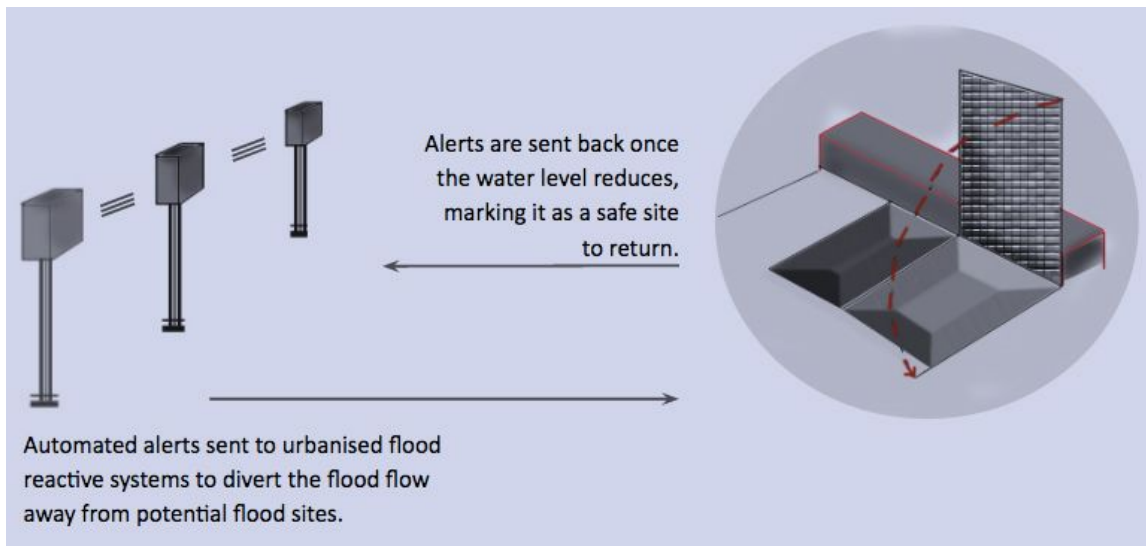 Alerts are sent back once
the water level reduces,
marking it as a safe site
to return.
Automated alerts sent to urbanised flood
reactive systems to divert the flood flow
away from potential flood sites.